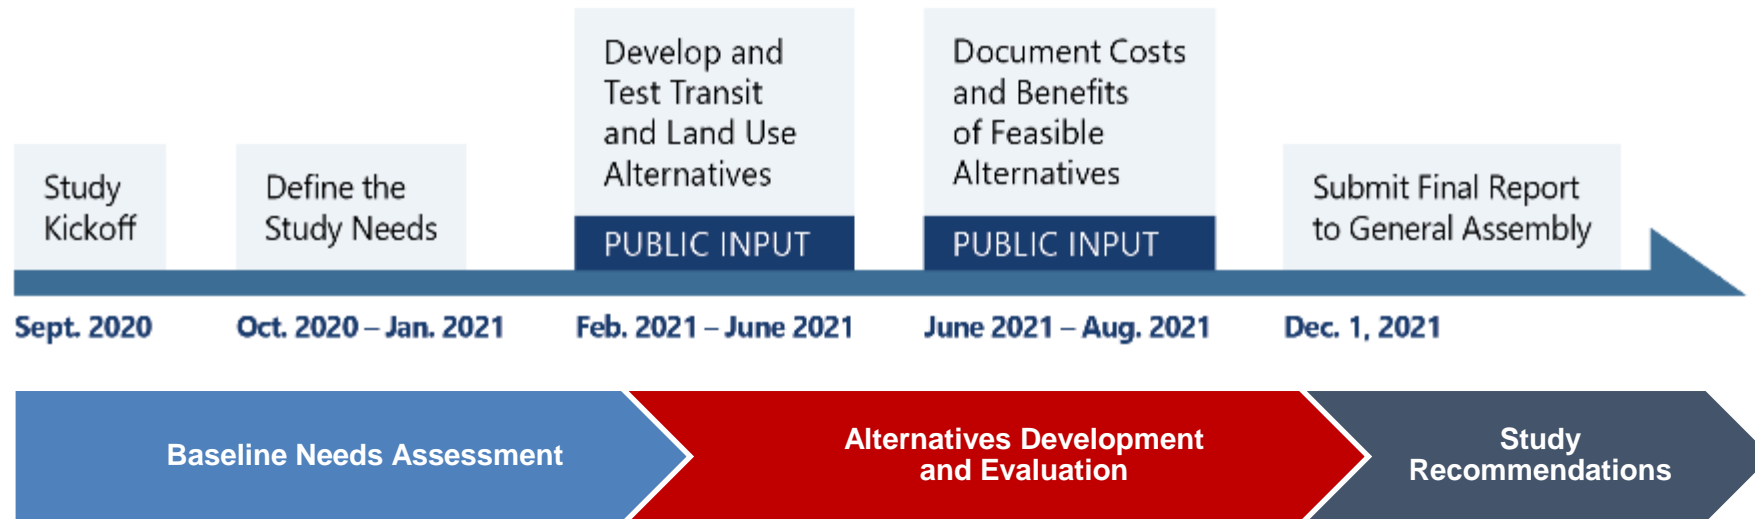 Study
Kickoff
Define the
Study Needs
Develop and
Test Transit
and Land Use
Alternatives
PUBLIC INPUT
Document Costs
and Benefits
of Feasible
Alternatives
PUBLIC INPUT
Submit Final Report
to General Assembly
Sept. 2020
Oct. 2020 – Jan. 2021
Feb. 2021 – June 2021
June 2021 – Aug. 2021
Dec. 1, 2021
Baseline Needs Assessment
Alternatives Development
and Evaluation
Study
Recommendations